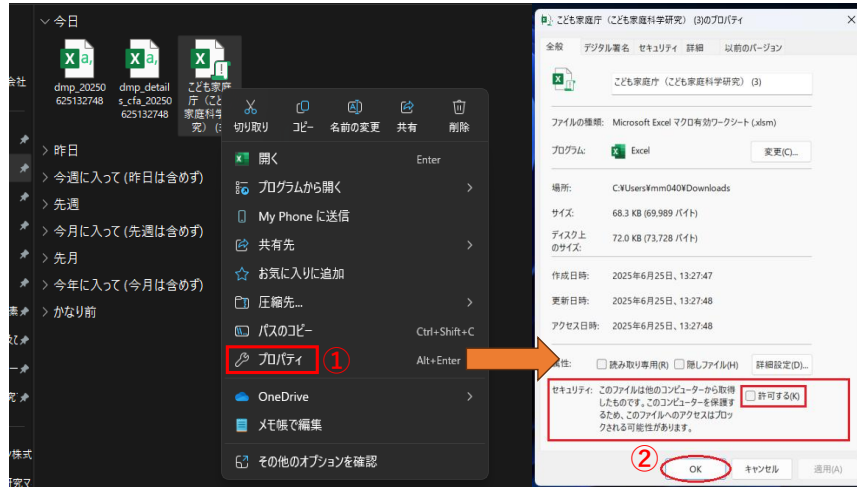 会社
今日
dmp_20250
625132748
dmp_detail
s_cfa_20250
625132748
こども家庭
庁（こど
家庭科学
究）(3
昨日
今週に入って (昨日は含めず)
先週
今月に入って (先週は含めず)
先月
今年に入って (今月は含めず)
かなり前
株式
切り取り
コピー
名前の変更
共有
削除
開く
Enter
プログラムから開く
My Phone に送信
共有先
お気に入りに追加
圧縮先...
パスのコピー
Ctrl+Shift+C
プロパティ
①
Alt+Enter
OneDrive
メモ帳で編集
その他のオプションを確認
こども家庭庁（こども家庭科学研究） (3)のプロパティ
全般 デジタル署名 セキュリティ 詳細 以前のバージョン
こども家庭庁（こども家庭科学研究） (3)
ファイルの種類: Microsoft Excel マクロ有効ワークシート (.xlsm)
プログラム: Excel 変更(C)...
場所: C:¥Users¥mm040¥Downloads
サイズ: 68.3 KB (69,989 バイト)
ディスク上
のサイズ:
72.0 KB (73,728 バイト)
作成日時: 2025年6月25日、13:27:47
更新日時: 2025年6月25日、13:27:48
アクセス日時: 2025年6月25日、13:27:48
属性: 読み取り専用(R) 隠しファイル(H) 詳細設定(D)...
セキュリティ: このファイルは他のコンピューターから取得
したものです。このコンピューターを保護す
るため、このファイルへのアクセスはブロッ
クされる可能性があります。
許可する(K)
②
OK キャンセル 適用(A)